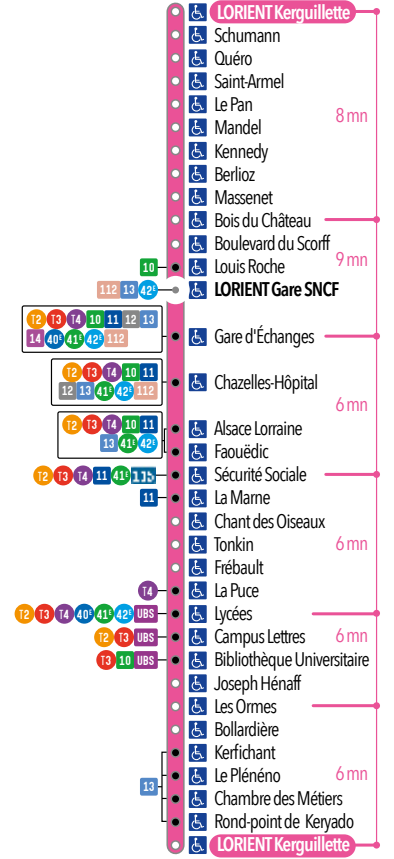 LORIENT Kerguillette
Schumann
Quéro
Saint-Armel
Le Pan
8 mn
Mandel
Kennedy
Berlioz
Massenet
Bois du Château
Boulevard du Scorff
9 mn
10 Louis Roche
112 13 42E LORIENT Gare SNCF
T2 T3 T4 10 11 12 13
14 40E 41E 42E 112
Gare d'Échanges
T2 T3 T4 10 11
12 13 41E 42E 112
Chazelles-Hôpital
6 mn
T2 T3 T4 10 11
13 41E 42E
Alsace Lorraine
Faouëdic
T2 T3 T4 11 41E Sécurité Sociale
11 La Marne
Chant des Oiseaux
Tonkin 6 mn
Frébault
T4 La Puce
T2 T3 T4 40E 41E 42E UBS Lycées
T2 T3 UBS Campus Lettres 6 mn
T3 10 UBS Bibliothèque Universitaire
Joseph Hénaff
Les Ormes
Bollardière
Kerfichant
13 Le Plénéno 6 mn
Chambre des Métiers
Rond-point de Keryado
LORIENT Kerguillette